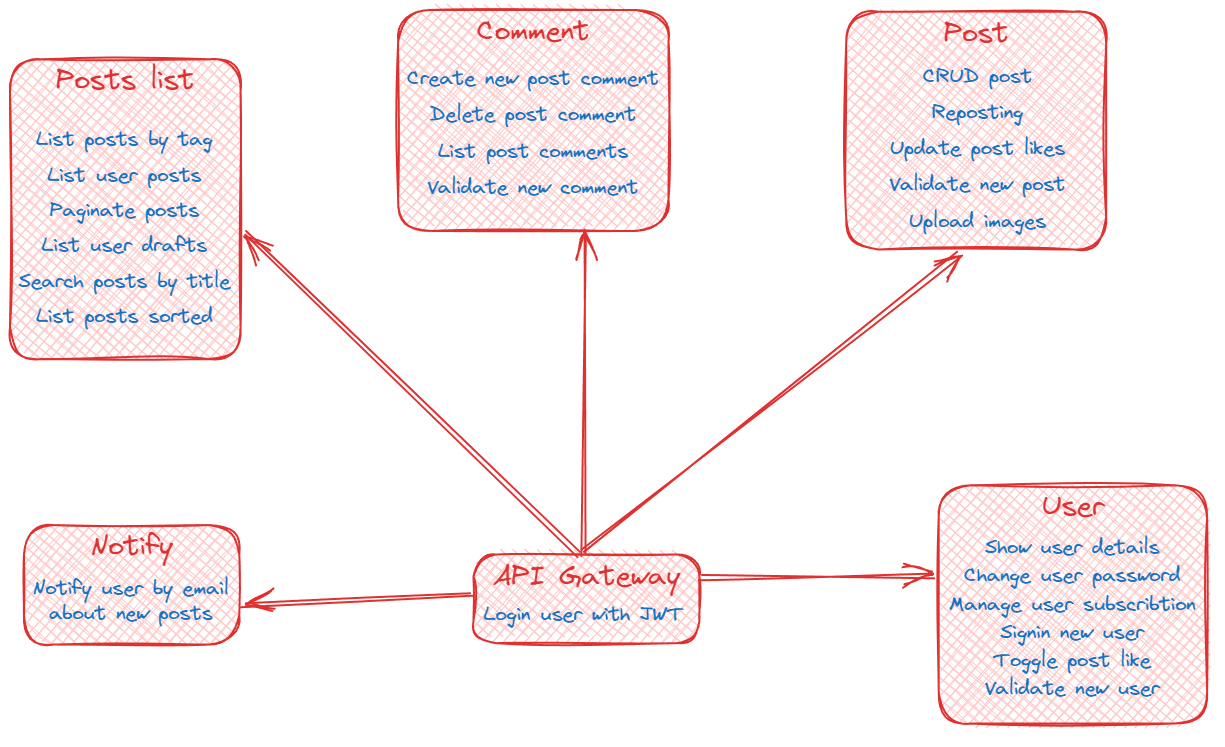 Posts list
List posts by tag
List user posts
Paginate posts
List user drafts
Search posts by title
List posts sorted
Comment
Create new post comment
Delete post comment
List post comments
Validate new comment
Post
CRUD post
Reposting
Update post likes
Validate new post
Upload images
Notify
Notify user by email
about new posts
API Gateway
Login user with JWT
User
Show user details
Change user password
Manage user subscribtion
Signin new user
Toggle post like
Validate new user